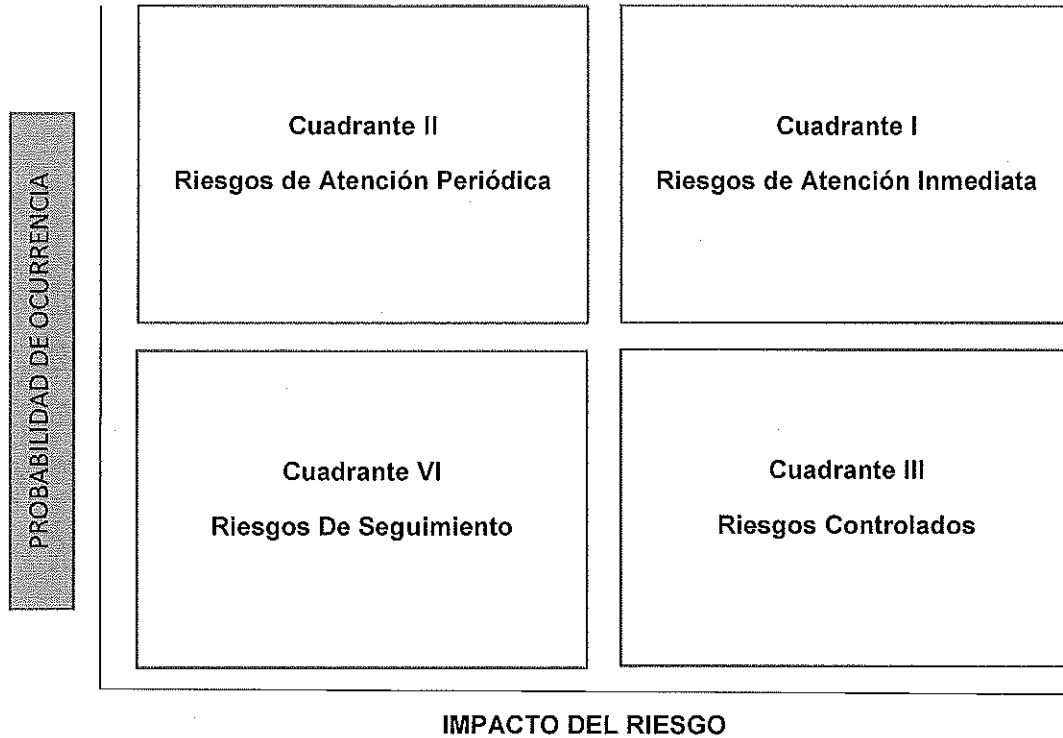 PROBABILIDAD DE OCURRENCIA
Cuadrante II
Riesgos de Atención Periódica
Cuadrante I
Riesgos de Atención Inmediata
Cuadrante VI
Riesgos De Seguimiento
Cuadrante III
Riesgos Controlados
IMPACTO DEL RIESGO